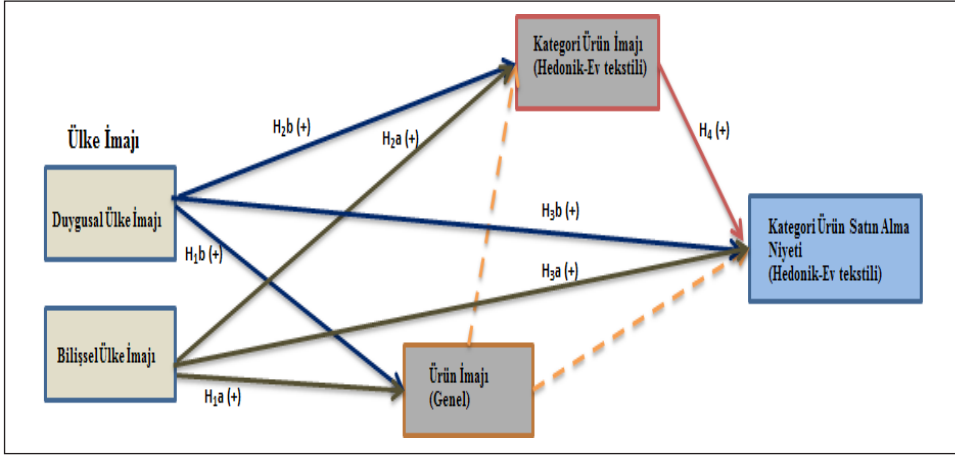 Kategori Ürün İmajı
(Hedonik-Ev tekstili)
H₂b (+)
H₂a (+)
H₄ (+)
Ülke İmajı
Duygusal Ülke İmajı
H₃b (+)
Kategori Ürün Satın Alma
Niyeti
(Hedonik-Ev tekstili)
H₁b (+)
H₃a (+)
Bilişsel Ülke İmajı
H₁a (+)
Ürün İmajı
(Genel)